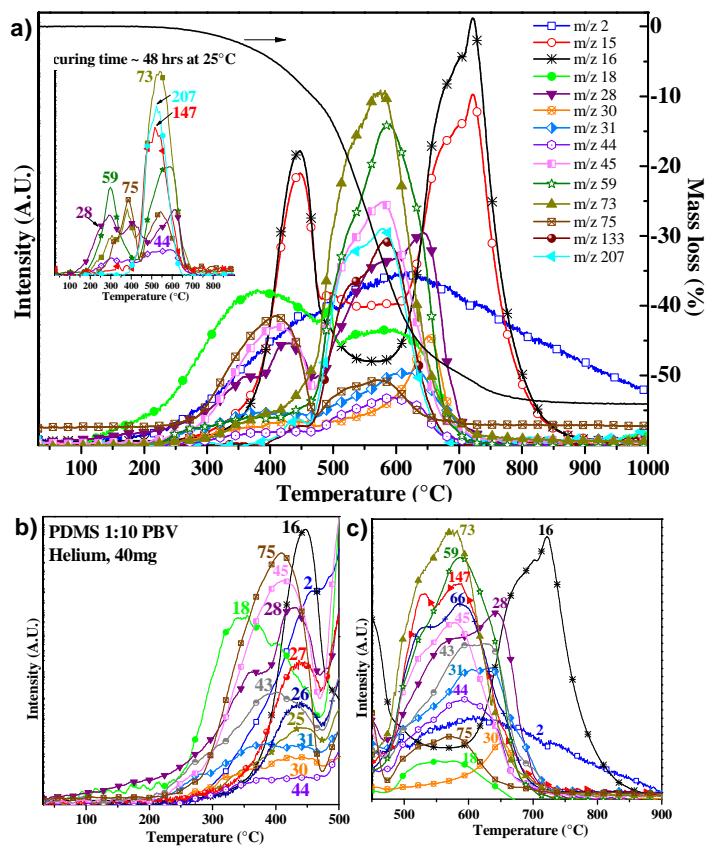 a)
curing time ~ 48 hrs at 25°C
73
207
147
59
75
28
44
100 200 300 400 500 600 700 800
Temperature (°C)
Intensity (A.U.)
m/z 2
m/z 15
m/z 16
m/z 18
m/z 28
m/z 30
m/z 31
m/z 44
m/z 45
m/z 59
m/z 73
m/z 75
m/z 133
m/z 207
0
-10
-20
-30
-40
-50
Mass loss (%)
100 200 300 400 500 600 700 800 900 1000
Temperature (°C)
b)
PDMS 1:10 PBV
Helium, 40mg
16
75
45
2
18
28
27
43
26
25
31
30
44
Intensity (A.U.)
100 200 300 400 500
Temperature (°C)
c)
73
16
59
147
66
28
45
43
31
44
2
75
30
18
Intensity (A.U.)
500 600 700 800 900
Temperature (°C)